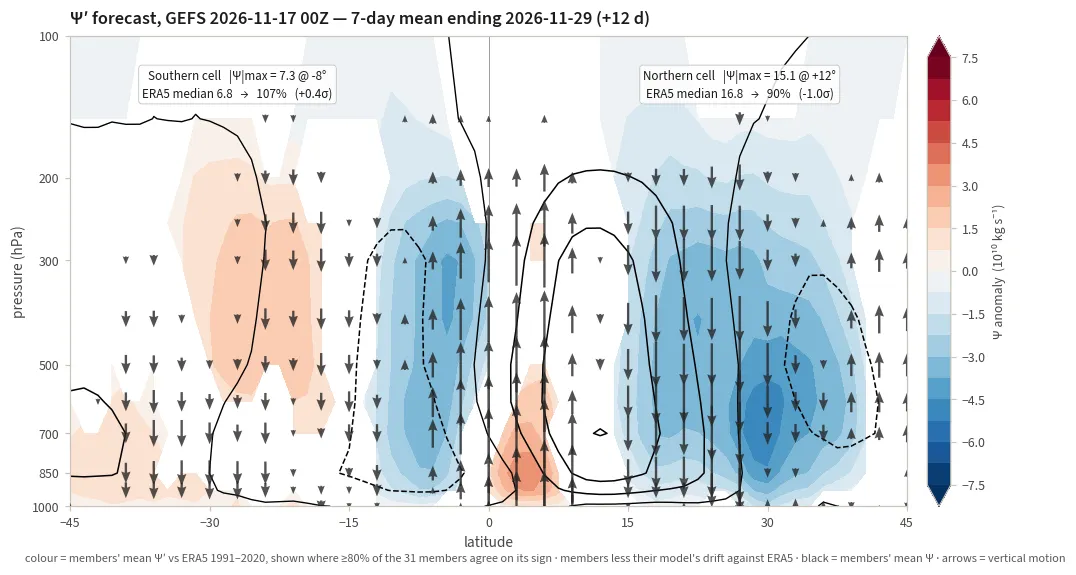 Ψ′ forecast, GEFS 2026-11-17 00Z — 7-day mean ending 2026-11-29 (+12 d)
100
200
300
400
500
700
850
1000
pressure (hPa)
Southern cell |Ψ|max = 7.3 @ -8°
ERA5 median 6.8 → 107% (+0.4σ)
Northern cell |Ψ|max = 15.1 @ +12°
ERA5 median 16.8 → 90% (-1.0σ)
−45
−30
−15
0
15
30
45
latitude
7.5
6.0
4.5
3.0
1.5
0.0
−1.5
−3.0
−4.5
−6.0
−7.5
Ψ anomaly (10¹⁰ kg s⁻¹)
colour = members' mean Ψ′ vs ERA5 1991–2020, shown where ≥80% of the 31 members agree on its sign · members less their model's drift against ERA5 · black = members' mean Ψ · arrows = vertical motion